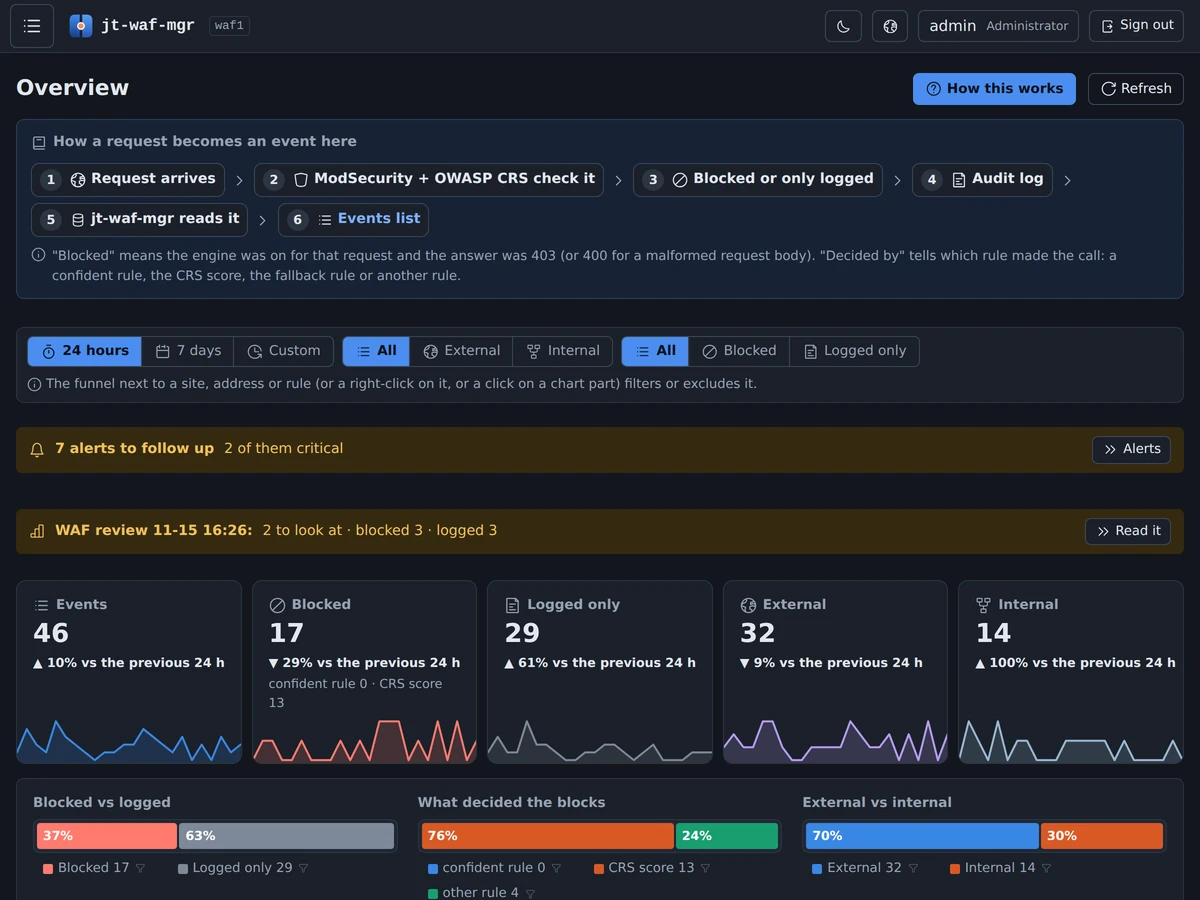 jt-waf-mgr waf1 admin Administrator Sign out
Overview How this works Refresh
How a request becomes an event here
1 Request arrives 2 ModSecurity + OWASP CRS check it 3 Blocked or only logged 4 Audit log
5 jt-waf-mgr reads it 6 Events list
"Blocked" means the engine was on for that request and the answer was 403 (or 400 for a malformed request body). "Decided by" tells which rule made the call: a
confident rule, the CRS score, the fallback rule or another rule.
24 hours 7 days Custom All External Internal All Blocked Logged only
The funnel next to a site, address or rule (or a right-click on it, or a click on a chart part) filters or excludes it.
7 alerts to follow up 2 of them critical Alerts
WAF review 11-15 16:26: 2 to look at · blocked 3 · logged 3 Read it
Events
46
▲ 10% vs the previous 24 h
Blocked
17
▼ 29% vs the previous 24 h
confident rule 0 · CRS score
13
Logged only
29
▲ 61% vs the previous 24 h
External
32
▼ 9% vs the previous 24 h
Internal
14
▲ 100% vs the previous 24 h
Blocked vs logged
37% 63%
Blocked 17 Logged only 29
What decided the blocks
76% 24%
confident rule 0 CRS score 13
other rule 4
External vs internal
70% 30%
External 32 Internal 14